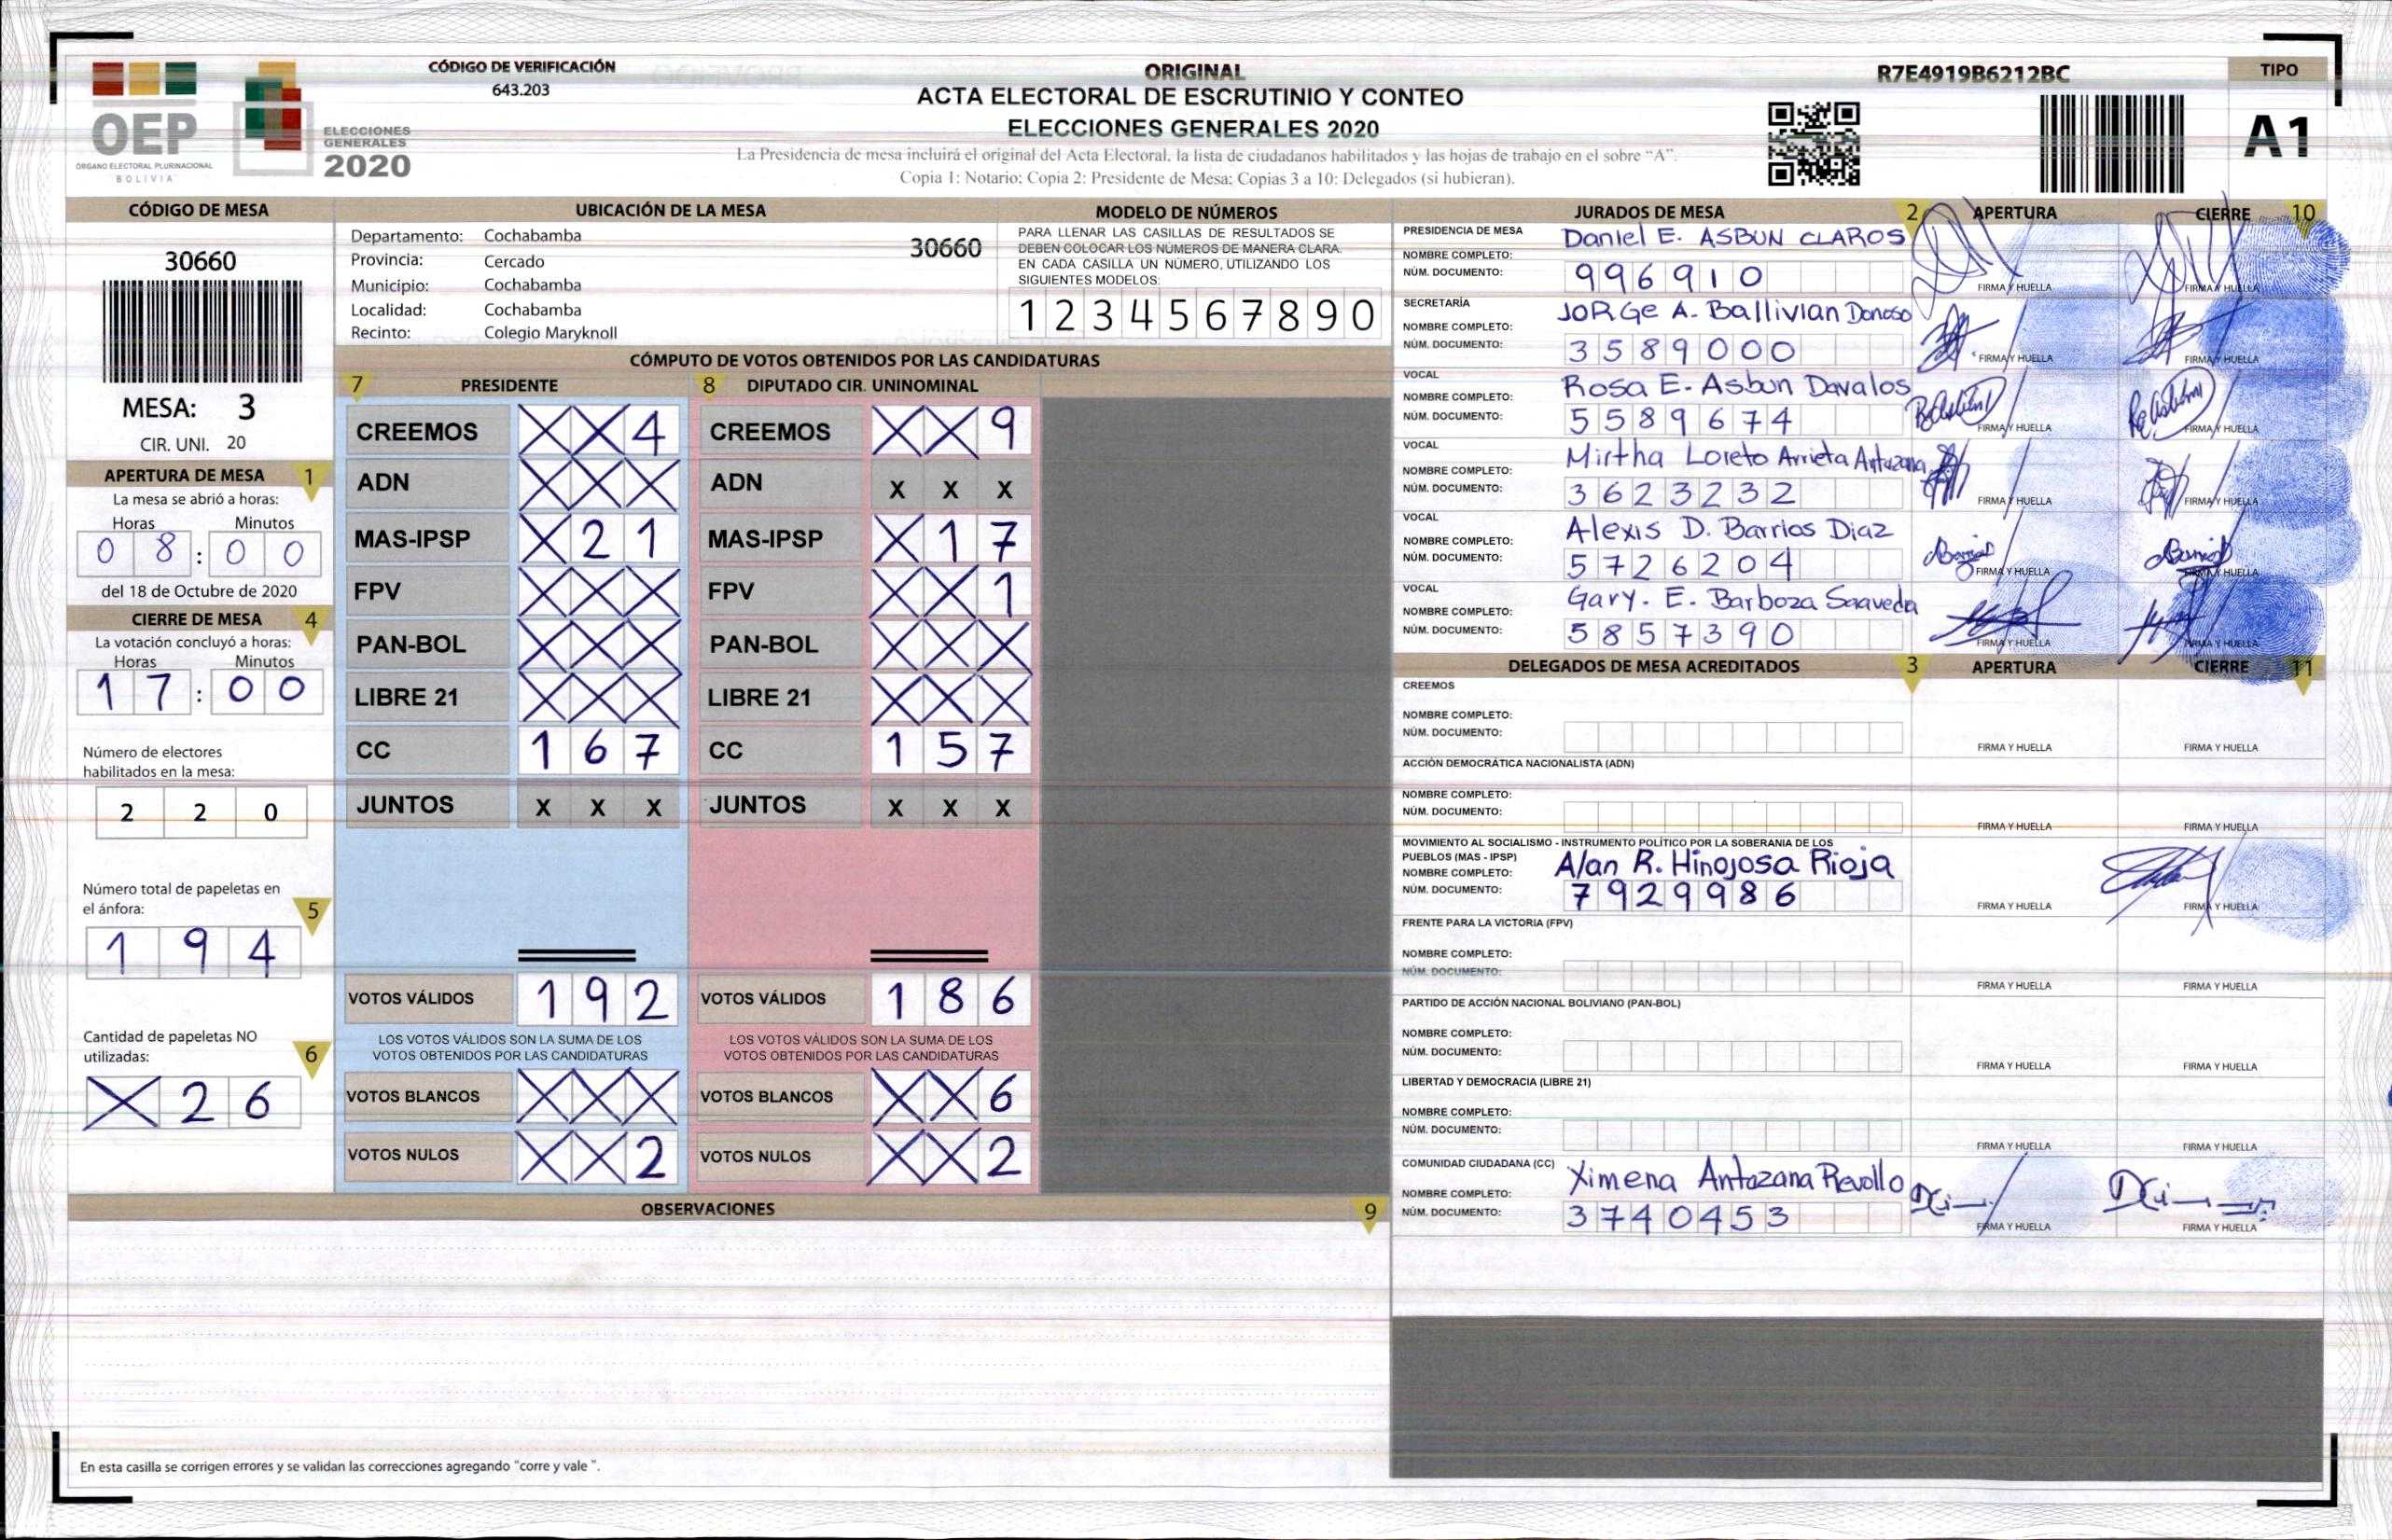 CÓDIGO DE VERIFICACIÓN
643.203
ORIGINAL
ACTA ELECTORAL DE ESCRUTINIO Y CONTEO
ELECCIONES GENERALES 2020
La Presidencia de mesa incluirá el original del Acta Electoral, la lista de ciudadanos habilitados y las hojas de trabajo en el sobre “A”.
Copia 1: Notario; Copia 2: Presidente de Mesa; Copias 3 a 10: Delegados (si hubieran).
R7E4919B6212BC
TIPO
A1
OEP
ÓRGANO ELECTORAL PLURINACIONAL
BOLIVIA
ELECCIONES
GENERALES
2020
CÓDIGO DE MESA
30660
MESA: 3
CIR. UNI. 20
APERTURA DE MESA 1
La mesa se abrió a horas:
Horas Minutos
0 8 : 0 0
del 18 de Octubre de 2020
CIERRE DE MESA 4
La votación concluyó a horas:
Horas Minutos
1 7 : 0 0
Número de electores
habilitados en la mesa:
2 2 0
Número total de papeletas en
el ánfora: 5
1 9 4
Cantidad de papeletas NO
utilizadas: 6
X 2 6
UBICACIÓN DE LA MESA
Departamento: Cochabamba 30660
Provincia: Cercado
Municipio: Cochabamba
Localidad: Cochabamba
Recinto: Colegio Maryknoll
MODELO DE NÚMEROS
PARA LLENAR LAS CASILLAS DE RESULTADOS SE
DEBEN COLOCAR LOS NÚMEROS DE MANERA CLARA.
EN CADA CASILLA UN NÚMERO, UTILIZANDO LOS
SIGUIENTES MODELOS:
1 2 3 4 5 6 7 8 9 0
CÓMPUTO DE VOTOS OBTENIDOS POR LAS CANDIDATURAS
7 PRESIDENTE 8 DIPUTADO CIR. UNINOMINAL
CREEMOS X X 4 CREEMOS X X 9
ADN X X X ADN X X X
MAS-IPSP X 2 1 MAS-IPSP X 1 7
FPV X X X FPV X X 1
PAN-BOL X X X PAN-BOL X X X
LIBRE 21 X X X LIBRE 21 X X X
CC 1 6 7 CC 1 5 7
JUNTOS X X X JUNTOS X X X
VOTOS VÁLIDOS 1 9 2 VOTOS VÁLIDOS 1 8 6
LOS VOTOS VÁLIDOS SON LA SUMA DE LOS LOS VOTOS VÁLIDOS SON LA SUMA DE LOS
VOTOS OBTENIDOS POR LAS CANDIDATURAS VOTOS OBTENIDOS POR LAS CANDIDATURAS
VOTOS BLANCOS X X X VOTOS BLANCOS X X 6
VOTOS NULOS X X 2 VOTOS NULOS X X 2
OBSERVACIONES 9
En esta casilla se corrigen errores y se validan las correcciones agregando “corre y vale ”.
JURADOS DE MESA 2 APERTURA CIERRE 10
PRESIDENCIA DE MESA Daniel E. ASBUN CLAROS
NOMBRE COMPLETO:
NÚM. DOCUMENTO: 996910 FIRMA Y HUELLA FIRMA Y HUELLA
SECRETARÍA JORGe A. Ballivian Donoso
NOMBRE COMPLETO:
NÚM. DOCUMENTO: 3589000 FIRMA Y HUELLA FIRMA Y HUELLA
VOCAL Rosa E. Asbun Davalos
NOMBRE COMPLETO:
NÚM. DOCUMENTO: 5589674 FIRMA Y HUELLA FIRMA Y HUELLA
VOCAL Mirtha Loreto Arrieta Antezana
NOMBRE COMPLETO:
NÚM. DOCUMENTO: 3623232 FIRMA Y HUELLA FIRMA Y HUELLA
VOCAL Alexis D. Barrios Diaz
NOMBRE COMPLETO:
NÚM. DOCUMENTO: 5726204 FIRMA Y HUELLA FIRMA Y HUELLA
VOCAL Gary. E. Barboza Saaveda
NOMBRE COMPLETO:
NÚM. DOCUMENTO: 5857390 FIRMA Y HUELLA FIRMA Y HUELLA
DELEGADOS DE MESA ACREDITADOS 3 APERTURA CIERRE 11
CREEMOS
NOMBRE COMPLETO:
NÚM. DOCUMENTO: FIRMA Y HUELLA FIRMA Y HUELLA
ACCIÓN DEMOCRÁTICA NACIONALISTA (ADN)
NOMBRE COMPLETO:
NÚM. DOCUMENTO: FIRMA Y HUELLA FIRMA Y HUELLA
MOVIMIENTO AL SOCIALISMO - INSTRUMENTO POLÍTICO POR LA SOBERANIA DE LOS
PUEBLOS (MAS - IPSP) Alan R. Hinojosa Rioja
NOMBRE COMPLETO:
NÚM. DOCUMENTO: 7929986 FIRMA Y HUELLA FIRMA Y HUELLA
FRENTE PARA LA VICTORIA (FPV)
NOMBRE COMPLETO:
NÚM. DOCUMENTO: FIRMA Y HUELLA FIRMA Y HUELLA
PARTIDO DE ACCIÓN NACIONAL BOLIVIANO (PAN-BOL)
NOMBRE COMPLETO:
NÚM. DOCUMENTO: FIRMA Y HUELLA FIRMA Y HUELLA
LIBERTAD Y DEMOCRACIA (LIBRE 21)
NOMBRE COMPLETO:
NÚM. DOCUMENTO: FIRMA Y HUELLA FIRMA Y HUELLA
COMUNIDAD CIUDADANA (CC) Ximena Antezana Revollo
NOMBRE COMPLETO:
NÚM. DOCUMENTO: 3740453 FIRMA Y HUELLA FIRMA Y HUELLA